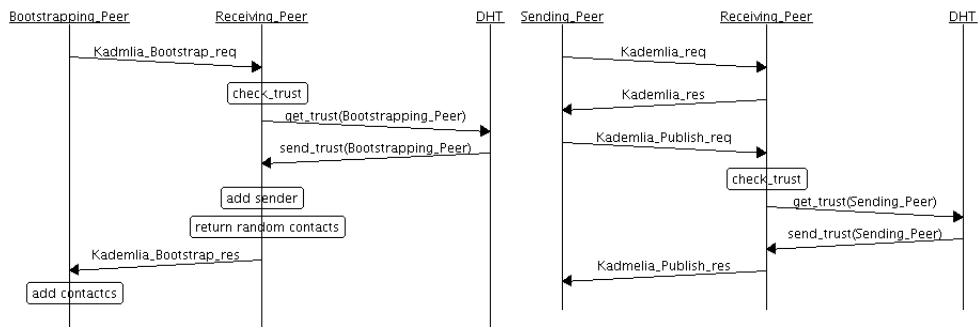 Bootstrapping_Peer
Receiving_Peer
DHT
Kadmlia_Bootstrap_req
check_trust
get_trust(Bootstrapping_Peer)
send_trust(Bootstrapping_Peer)
add sender
return random contacts
Kademlia_Bootstrap_res
add contactcs
Sending_Peer
Receiving_Peer
DHT
Kademlia_req
Kademlia_res
Kademlia_Publish_req
check_trust
get_trust(Sending_Peer)
send_trust(Sending_Peer)
Kadmelia_Publish_res